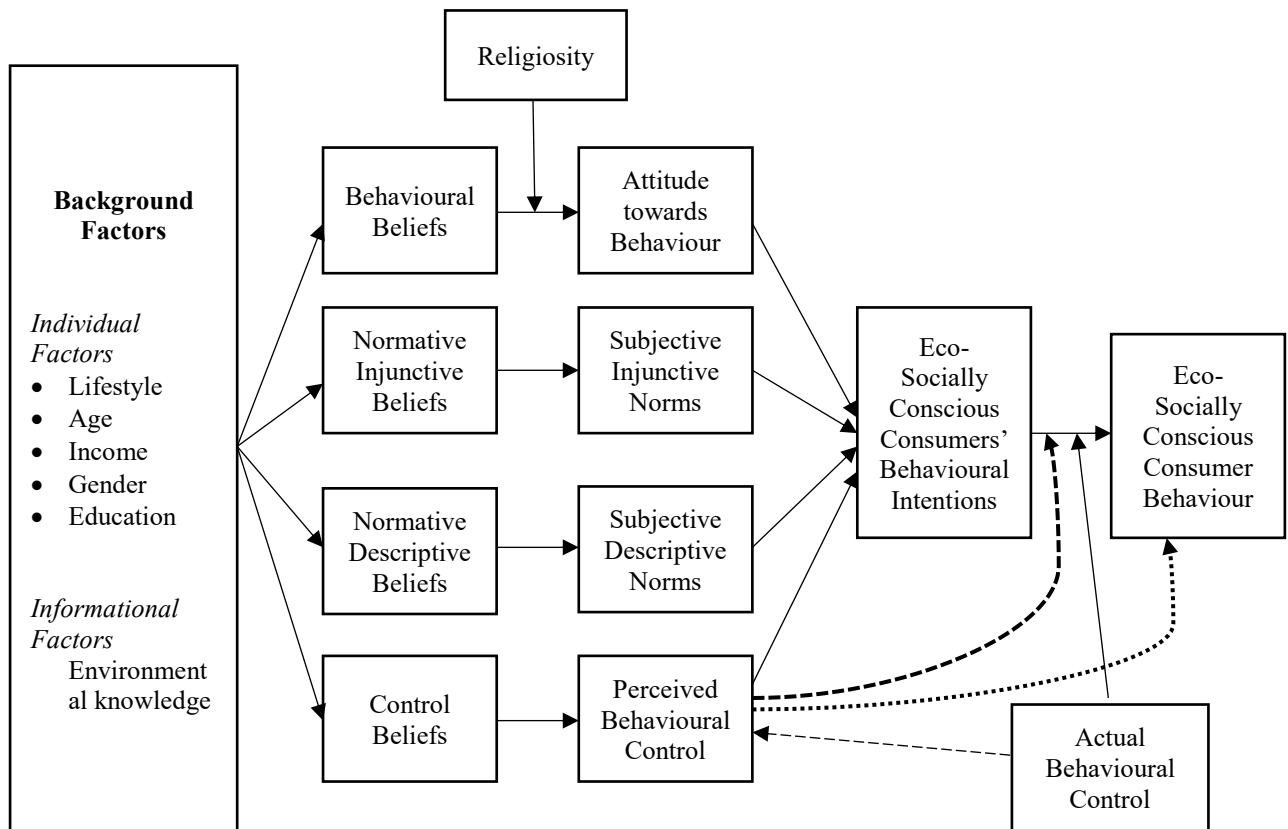 Religiosity
Background
Factors
Individual
Factors
• Lifestyle
• Age
• Income
• Gender
• Education
Informational
Factors
Environment
al knowledge
Behavioural
Beliefs
Attitude
towards
Behaviour
Normative
Injunctive
Beliefs
Subjective
Injunctive
Norms
Normative
Descriptive
Beliefs
Subjective
Descriptive
Norms
Control
Beliefs
Perceived
Behavioural
Control
Eco-
Socially
Conscious
Consumers’
Behavioural
Intentions
Eco-
Socially
Conscious
Consumer
Behaviour
Actual
Behavioural
Control